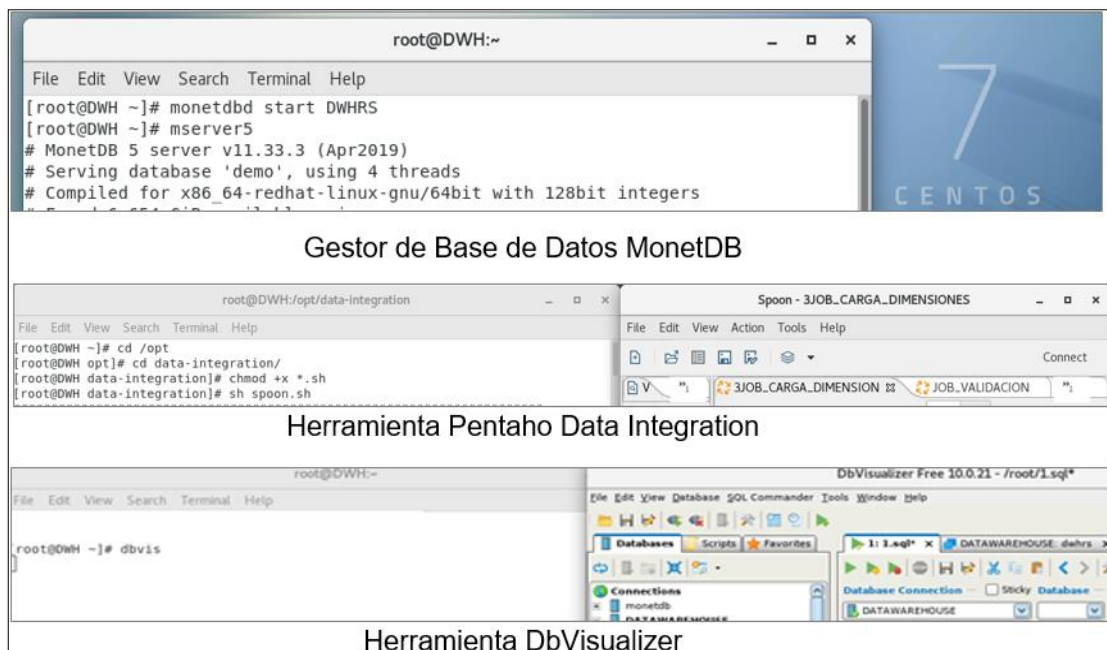 root@DWH:~
File Edit View Search Terminal Help
[root@DWH ~]# monetdbd start DWHRS
[root@DWH ~]# mserver5
# MonetDB 5 server v11.33.3 (Apr2019)
# Serving database 'demo', using 4 threads
# Compiled for x86_64-redhat-linux-gnu/64bit with 128bit integers
7
CENTOS
Gestor de Base de Datos MonetDB
root@DWH:/opt/data-integration
File Edit View Search Terminal Help
[root@DWH ~]# cd /opt
[root@DWH opt]# cd data-integration/
[root@DWH data-integration]# chmod +x *.sh
[root@DWH data-integration]# sh spoon.sh
Spoon - 3JOB_CARGA_DIMENSIONES
File Edit View Action Tools Help
Connect
V "1 3JOB_CARGA_DIMENSION JOB_VALIDACION "1
Herramienta Pentaho Data Integration
root@DWH:~
File Edit View Search Terminal Help
root@DWH ~]# dbvis
DbVisualizer Free 10.0.21 - /root/1.sql*
File Edit View Database SQL Commander Tools Window Help
Databases Scripts Favorites
1: 1.sql* DATAWAREHOUSE: dwhrs
Connections
monetdb
DATAWAREHOUSE
Database Connection Sticky Database
DATAWAREHOUSE
Herramienta DbVisualizer